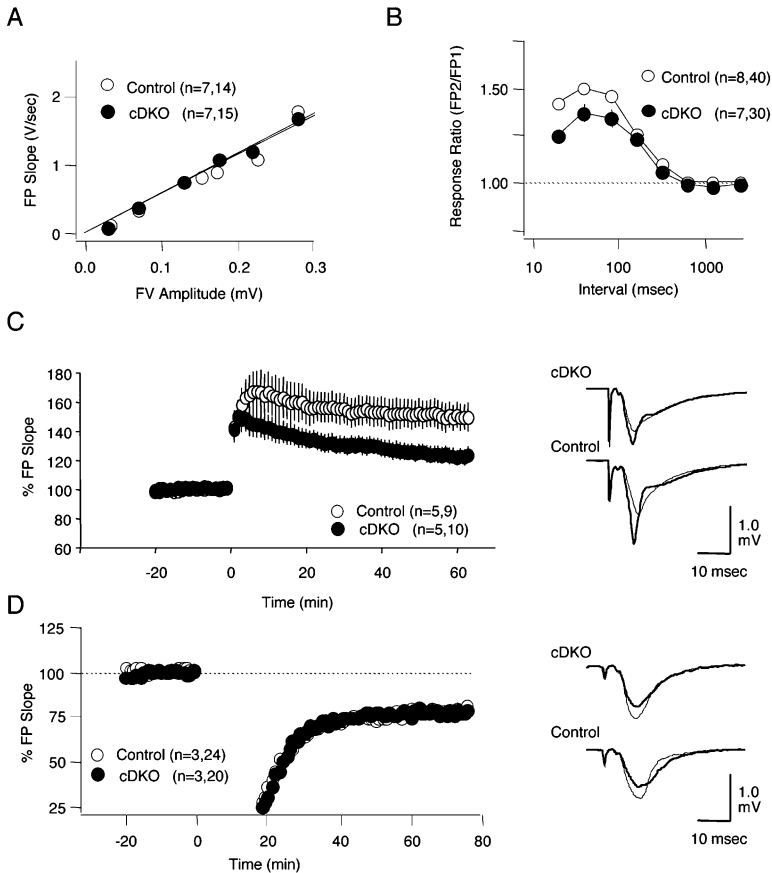 A
Control (n=7,14)
cDKO (n=7,15)
FP Slope (V/sec)
2
1
0
0.0 0.1 0.2 0.3
FV Amplitude (mV)
B
Control (n=8,40)
cDKO (n=7,30)
Response Ratio (FP2/FP1)
1.50
1.00
10 100 1000
Interval (msec)
C
% FP Slope
180
160
140
120
100
80
60
Control (n=5,9)
cDKO (n=5,10)
-20 0 20 40 60
Time (min)
cDKO
Control
1.0
mV
10 msec
D
% FP Slope
125
100
75
50
25
Control (n=3,24)
cDKO (n=3,20)
-20 0 20 40 60 80
Time (min)
cDKO
Control
1.0
mV
10 msec